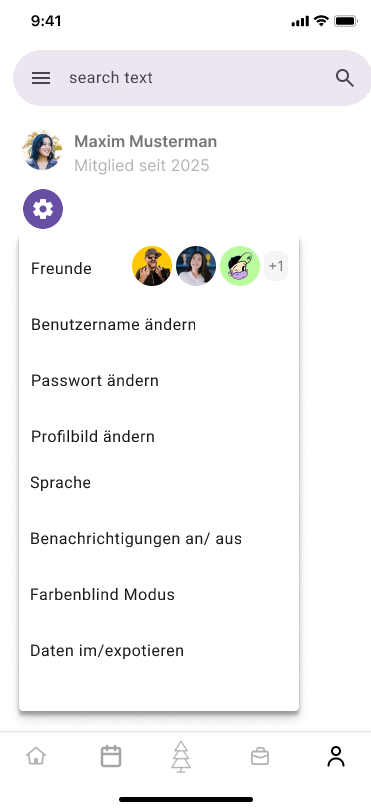 9:41
search text
Maxim Musterman
Mitglied seit 2025
Freunde
+1
Benutzername ändern
Passwort ändern
Profilbild ändern
Sprache
Benachrichtigungen an/ aus
Farbenblind Modus
Daten im/expotieren